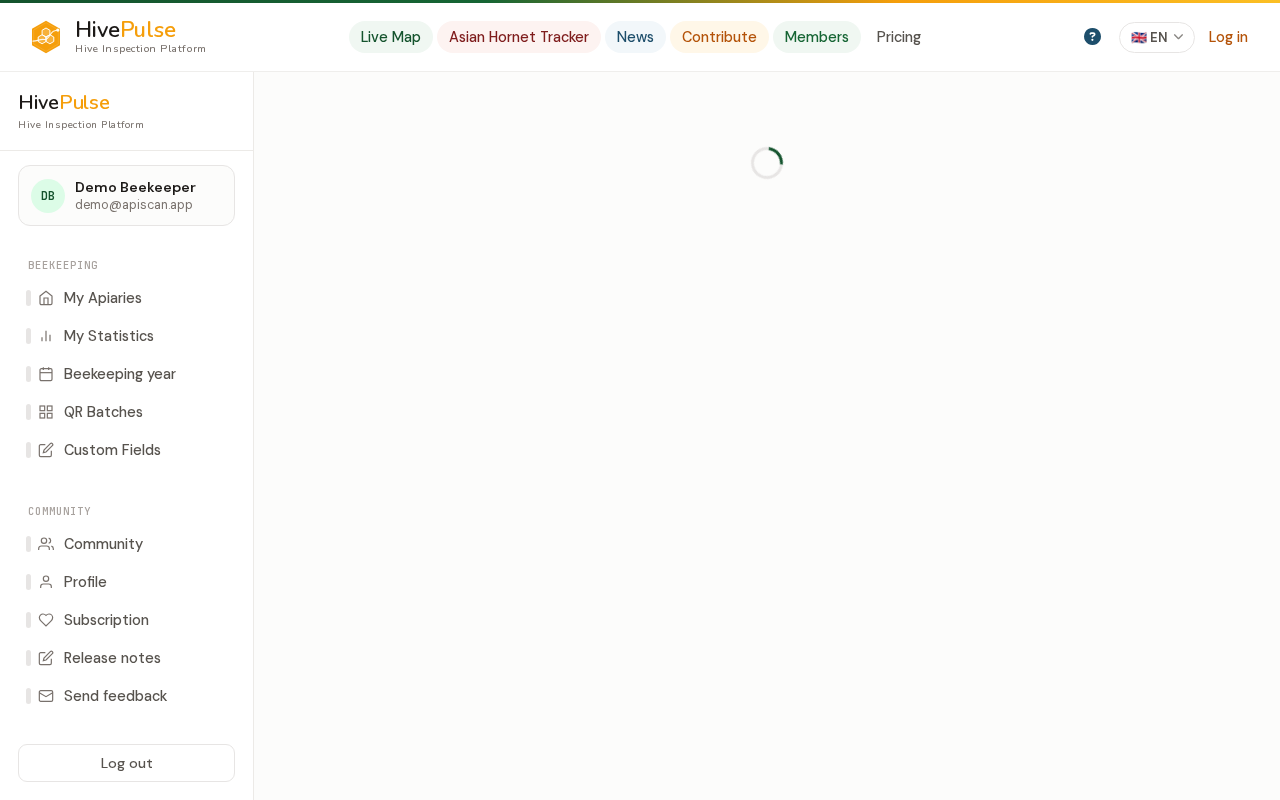 HivePulse
Hive Inspection Platform
Live Map
Asian Hornet Tracker
News
Contribute
Members
Pricing
?
EN
Log in
HivePulse
Hive Inspection Platform
DB
Demo Beekeeper
demo@apiscan.app
BEEKEEPING
My Apiaries
My Statistics
Beekeeping year
QR Batches
Custom Fields
COMMUNITY
Community
Profile
Subscription
Release notes
Send feedback
Log out